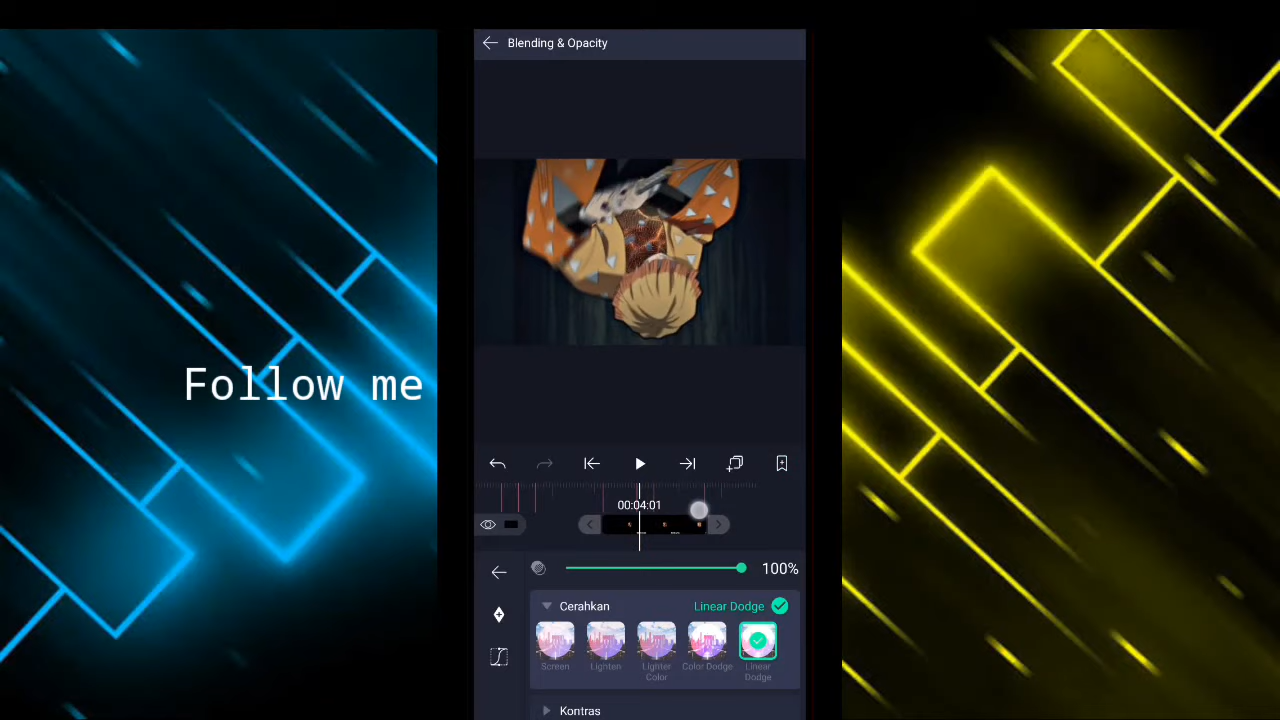 Blending & Opacity
Follow me
00:04:01
100%
Cerahkan
Linear Dodge
Screen
Lighten
Lighter
Color
Color Dodge
Linear
Dodge
Kontras